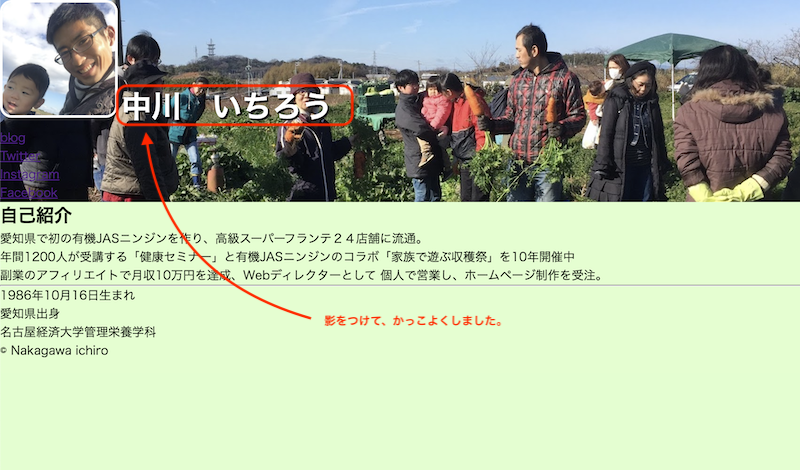 中川　いちろう
blog
Twitter
Instagram
Facebook
自己紹介
愛知県で初の有機JASニンジンを作り、高級スーパーフランテ２４店舗に流通。
年間1200人が受講する「健康セミナー」と有機JASニンジンのコラボ「家族で遊ぶ収穫祭」を10年開催中
副業のアフィリエイトで月収10万円を達成、Webディレクターとして 個人で営業し、ホームページ制作を受注。
1986年10月16日生まれ
愛知県出身
影をつけて、かっこよくしました。
名古屋経済大学管理栄養学科
© Nakagawa ichiro